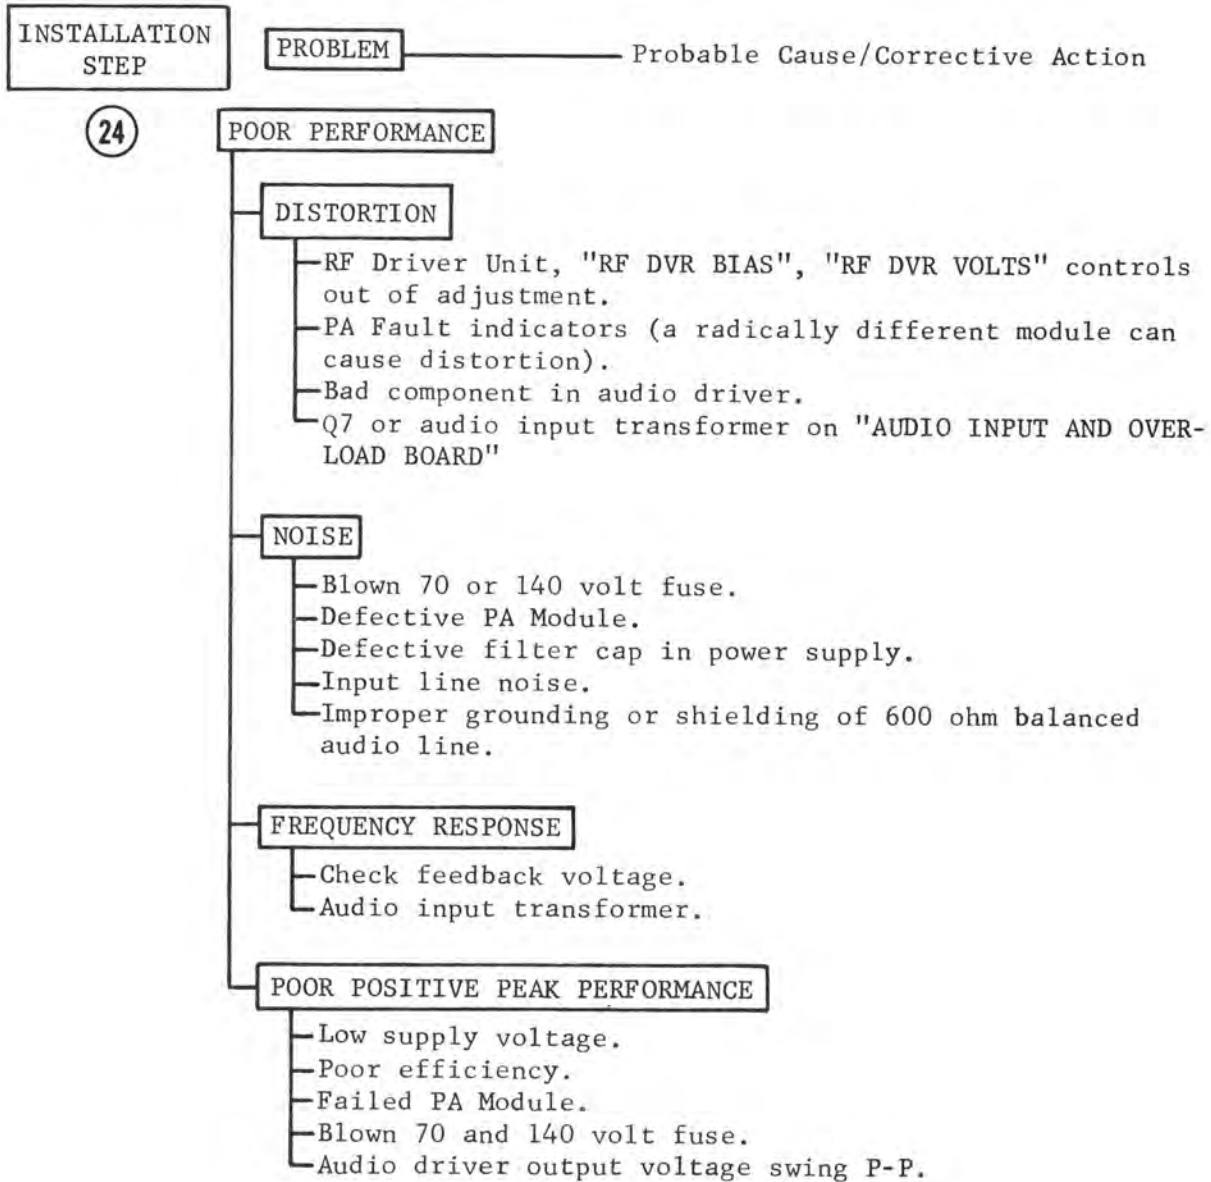 INSTALLATION
STEP
PROBLEM
Probable Cause/Corrective Action
24
POOR PERFORMANCE
DISTORTION
RF Driver Unit, "RF DVR BIAS", "RF DVR VOLTS" controls
out of adjustment.
PA Fault indicators (a radically different module can
cause distortion).
Bad component in audio driver.
Q7 or audio input transformer on "AUDIO INPUT AND OVER-
LOAD BOARD"
NOISE
Blown 70 or 140 volt fuse.
Defective PA Module.
Defective filter cap in power supply.
Input line noise.
Improper grounding or shielding of 600 ohm balanced
audio line.
FREQUENCY RESPONSE
Check feedback voltage.
Audio input transformer.
POOR POSITIVE PEAK PERFORMANCE
Low supply voltage.
Poor efficiency.
Failed PA Module.
Blown 70 and 140 volt fuse.
Audio driver output voltage swing P-P.